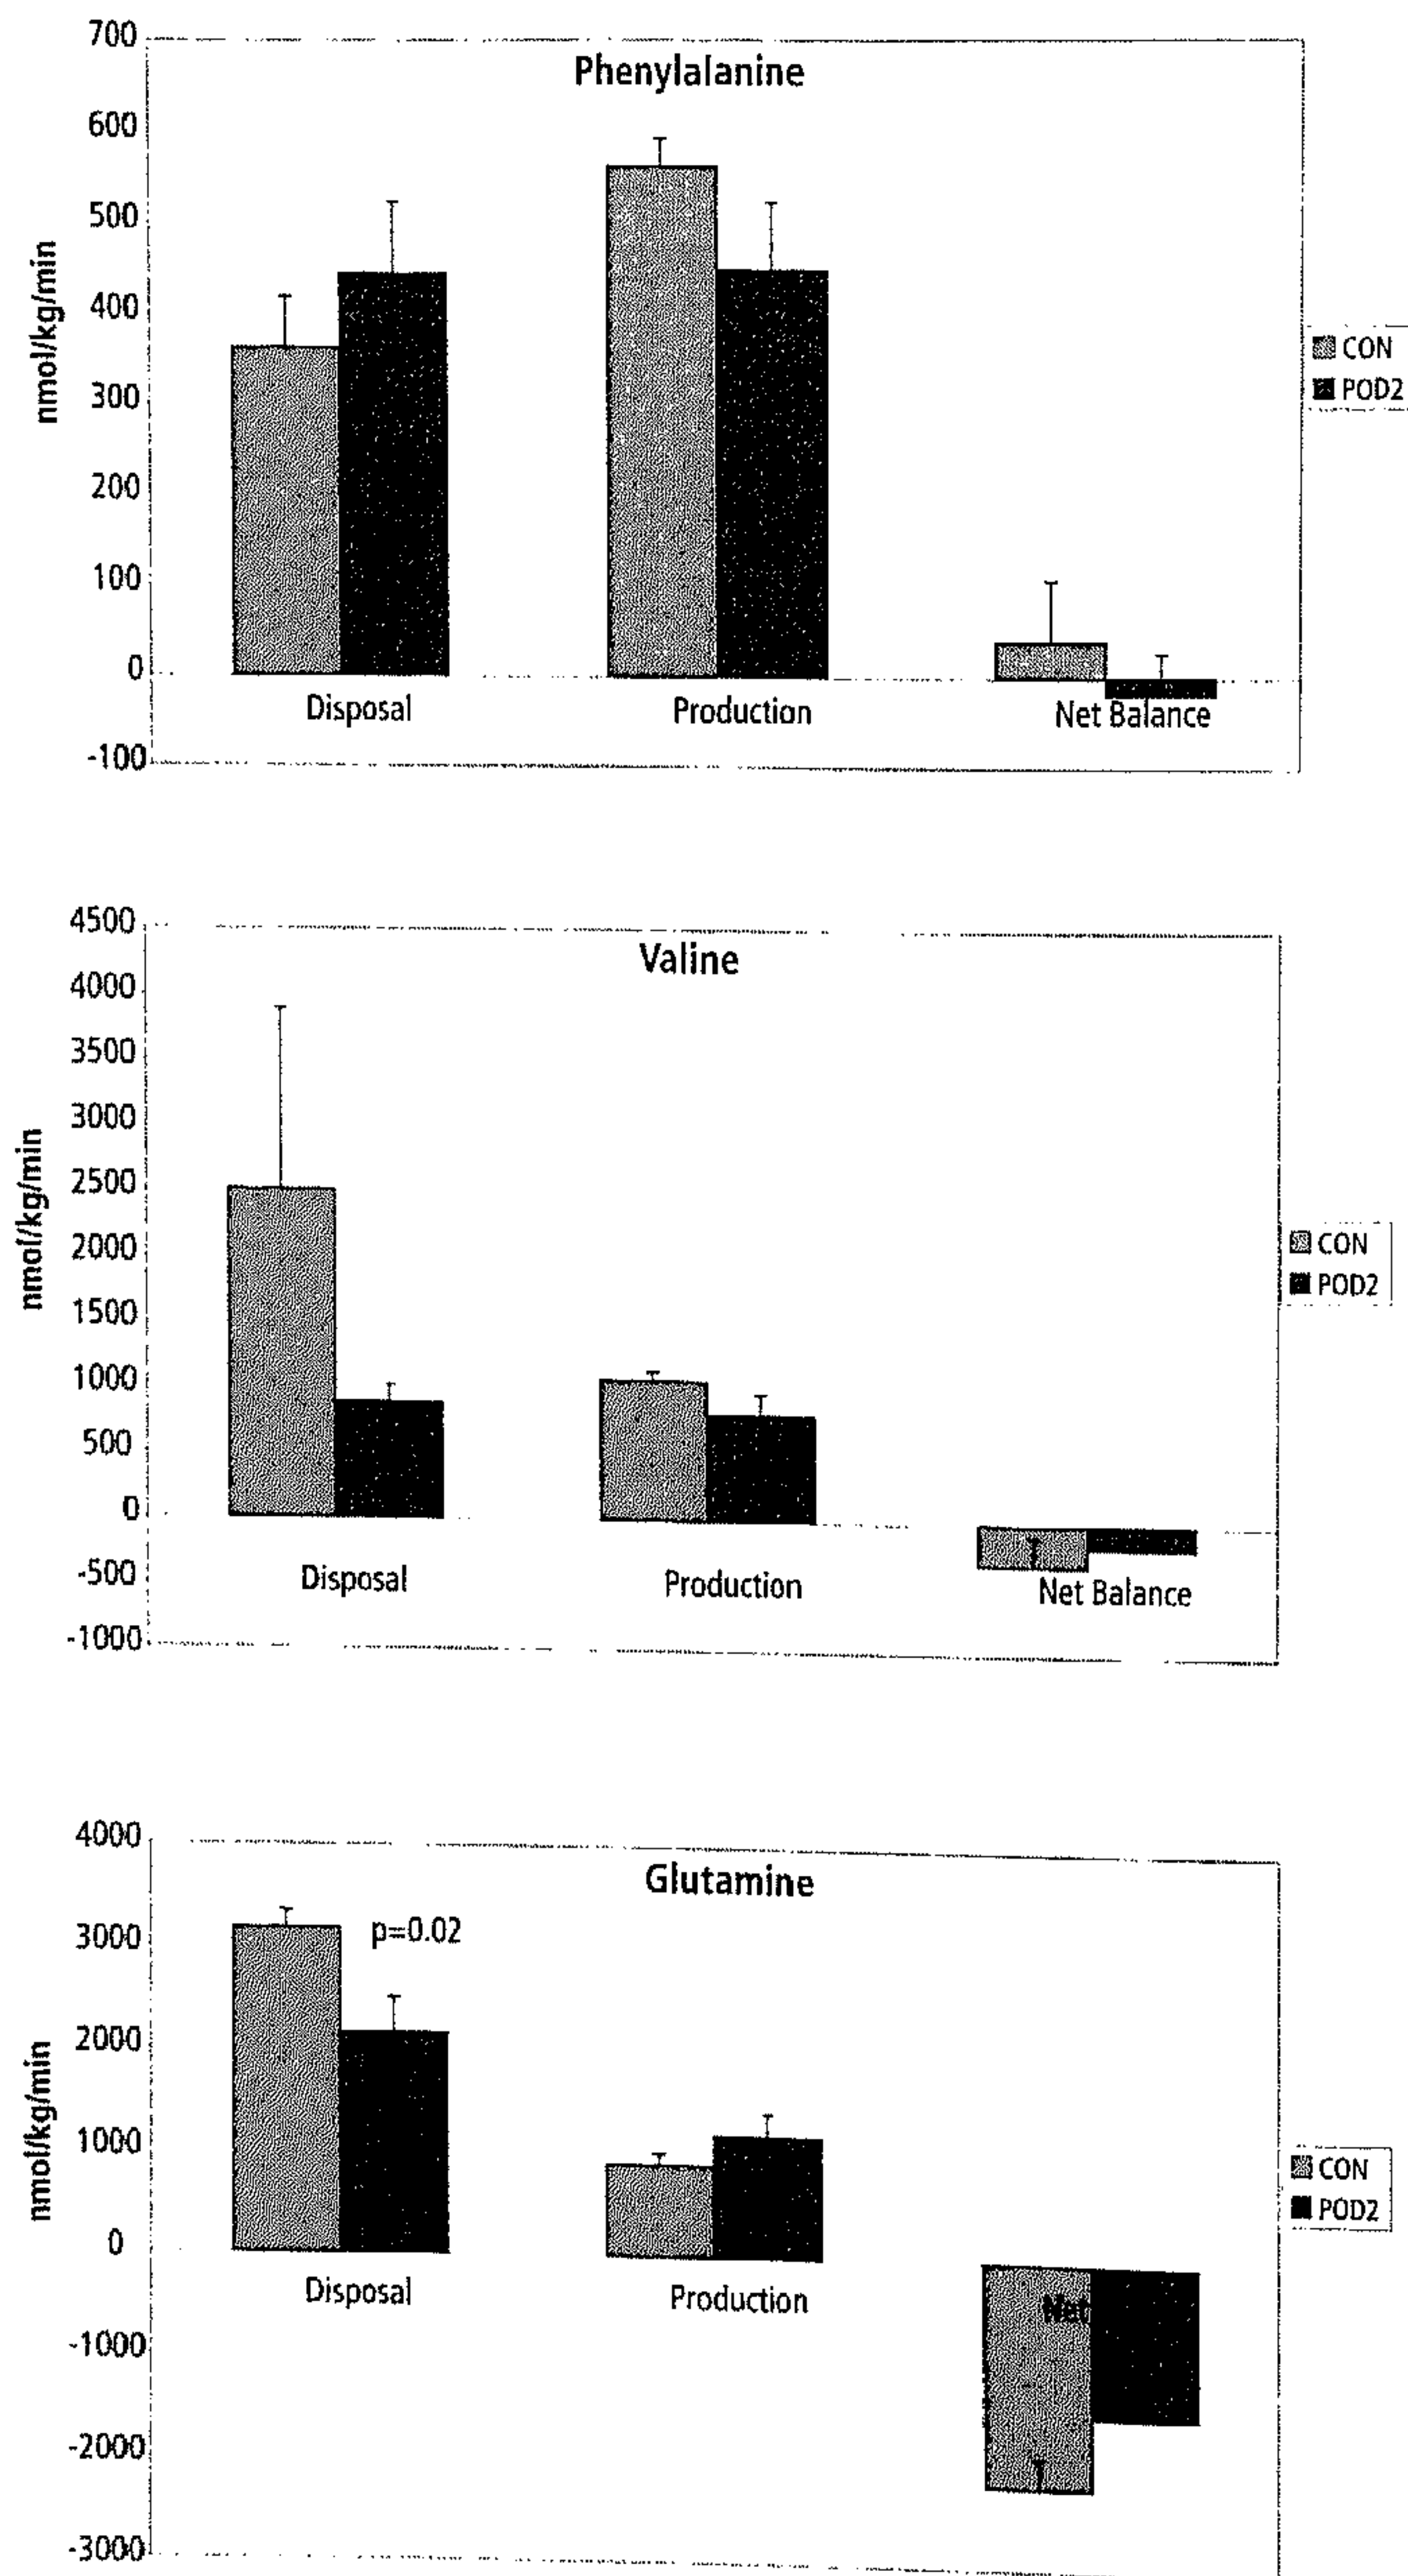 Phenylalanine
700
600
500
400
300
200
100
0
-100
nmol/kg/min
Disposal
Production
Net Balance
CON
POD2
Valine
4500
4000
3500
3000
2500
2000
1500
1000
500
0
-500
-1000
nmol/kg/min
Disposal
Production
Net Balance
CON
POD2
Glutamine
4000
3000
2000
1000
0
-1000
-2000
-3000
nmol/kg/min
p=0.02
Disposal
Production
Net
CON
POD2